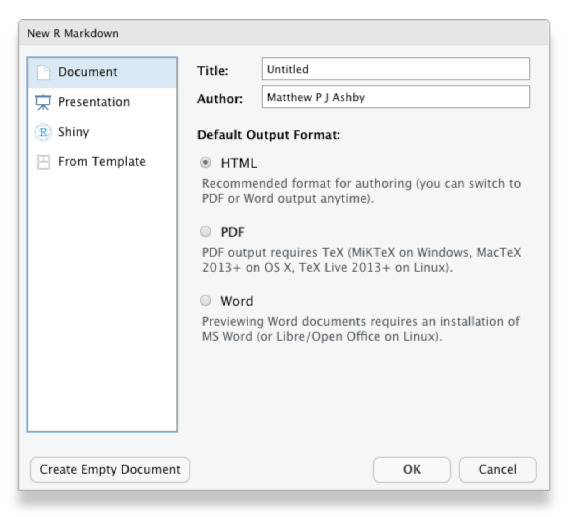 New R Markdown
Document
Presentation
R Shiny
From Template
Title: Untitled
Author: Matthew P J Ashby
Default Output Format:
HTML
Recommended format for authoring (you can switch to
PDF or Word output anytime).
PDF
PDF output requires TeX (MiKTeX on Windows, MacTeX
2013+ on OS X, TeX Live 2013+ on Linux).
Word
Previewing Word documents requires an installation of
MS Word (or Libre/Open Office on Linux).
Create Empty Document
OK
Cancel